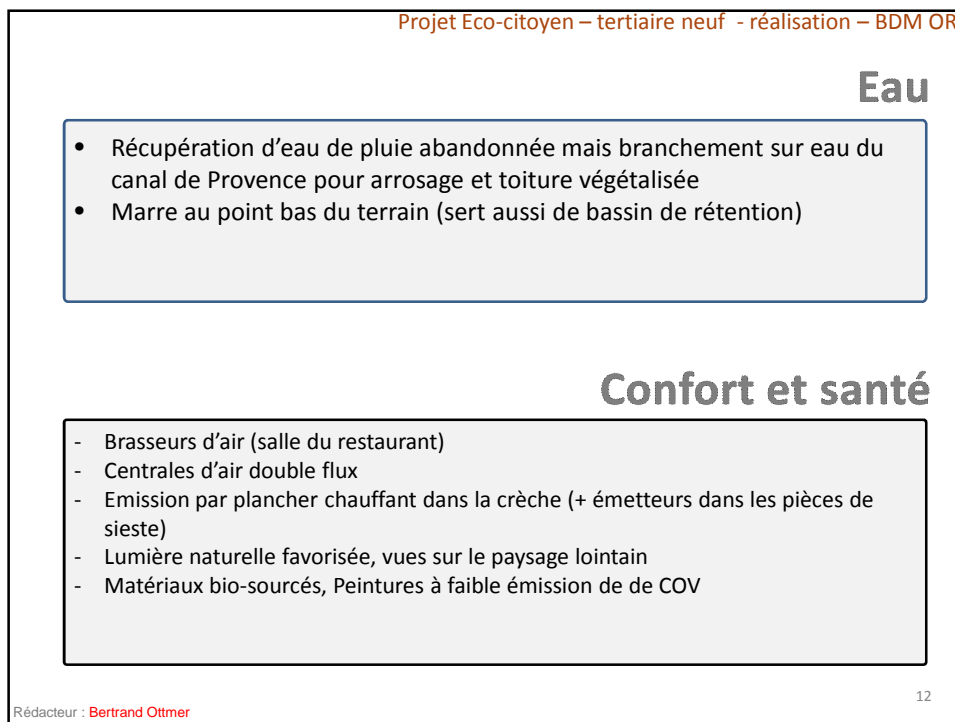 Projet Eco-citoyen – tertiaire neuf - réalisation – BDM OR
Eau
• Récupération d'eau de pluie abandonnée mais branchement sur eau du
canal de Provence pour arrosage et toiture végétalisée
• Marre au point bas du terrain (sert aussi de bassin de rétention)
Confort et santé
- Brasseurs d'air (salle du restaurant)
- Centrales d'air double flux
- Emission par plancher chauffant dans la crèche (+ émetteurs dans les pièces de
sieste)
- Lumière naturelle favorisée, vues sur le paysage lointain
- Matériaux bio-sourcés, Peintures à faible émission de de COV
12
Rédacteur : Bertrand Ottmer